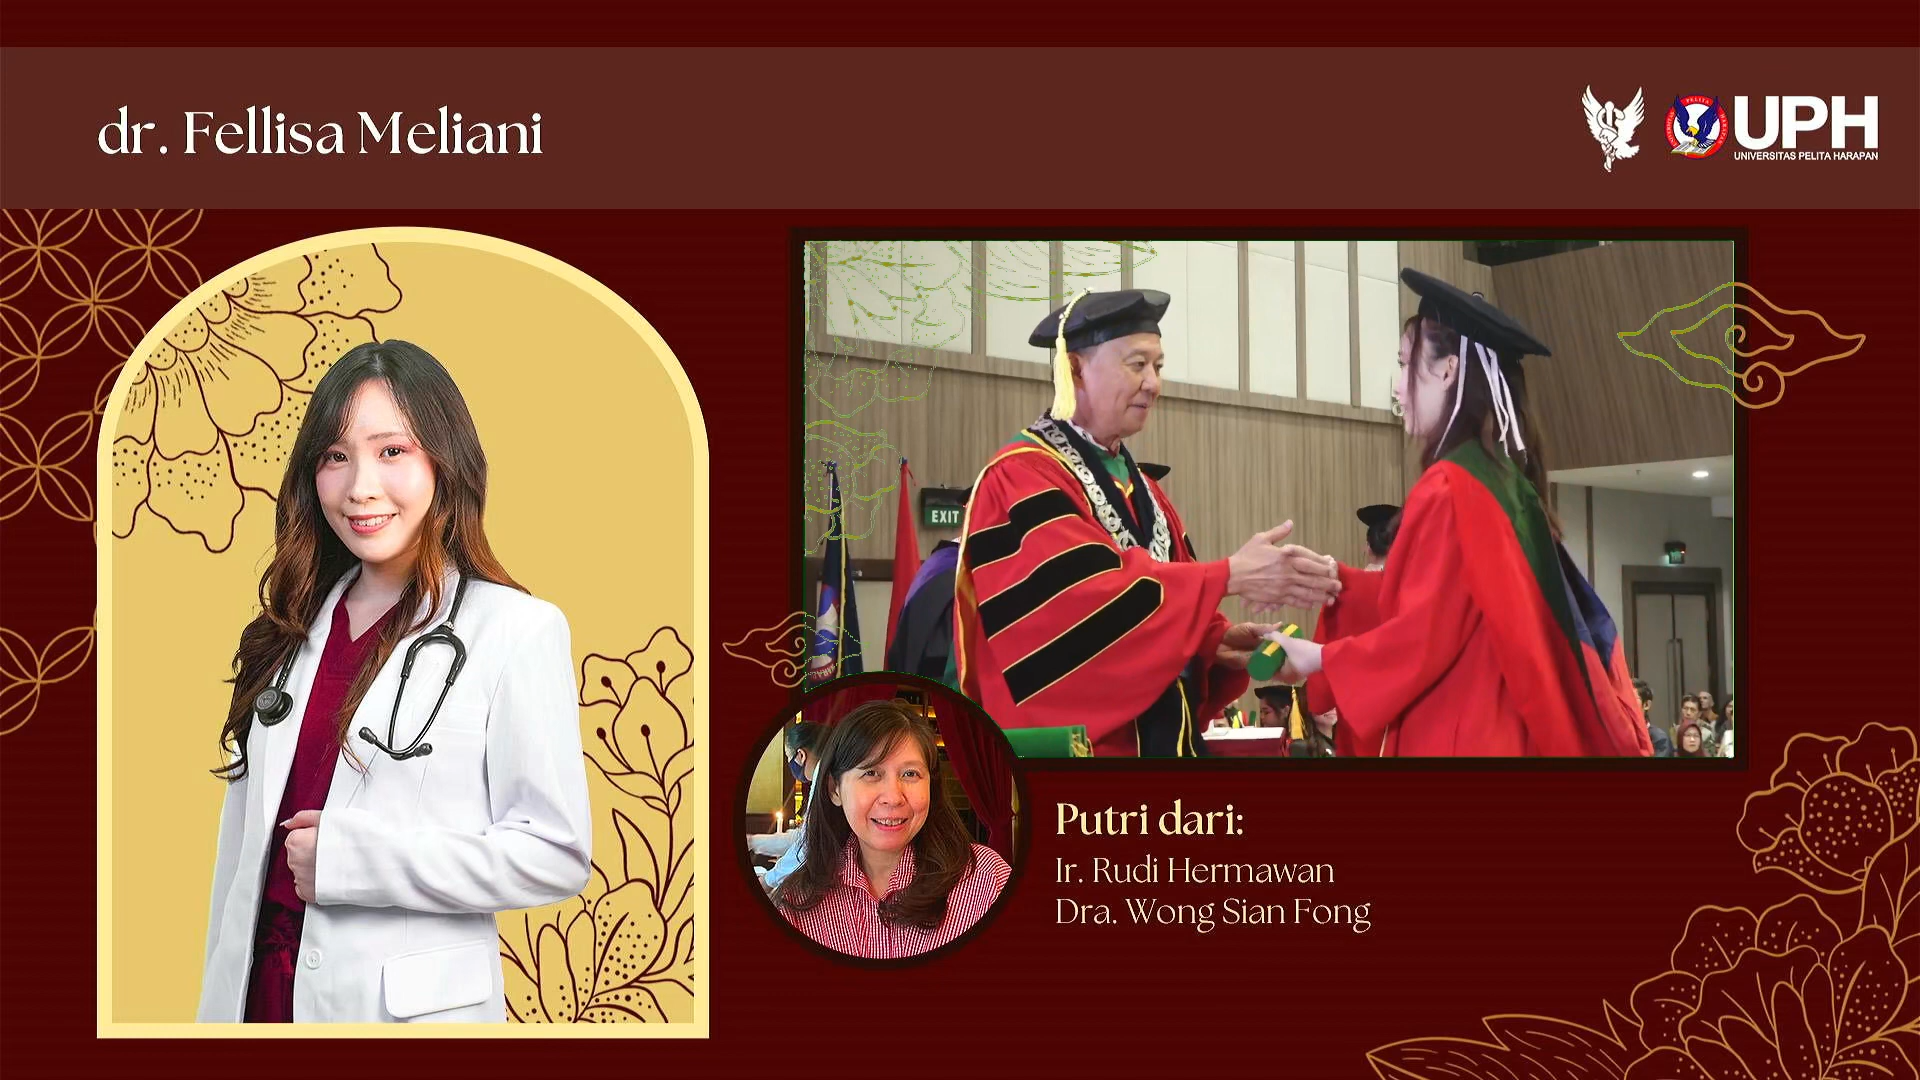 dr. Fellisa Meliani
UPH
UNIVERSITAS PELITA HARAPAN
EXIT
Putri dari:
Ir. Rudi Hermawan
Dra. Wong Sian Fong